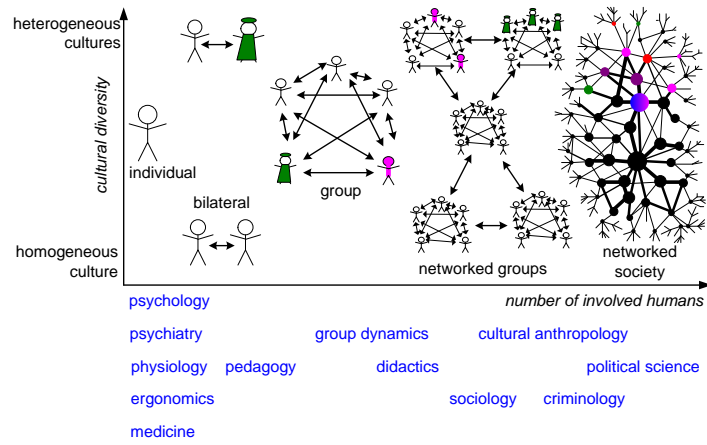 heterogeneous
cultures
cultural diversity
individual
bilateral
group
homogeneous
culture
networked groups
networked
society
number of involved humans
psychology
psychiatry group dynamics cultural anthropology
physiology pedagogy didactics political science
ergonomics sociology criminology
medicine